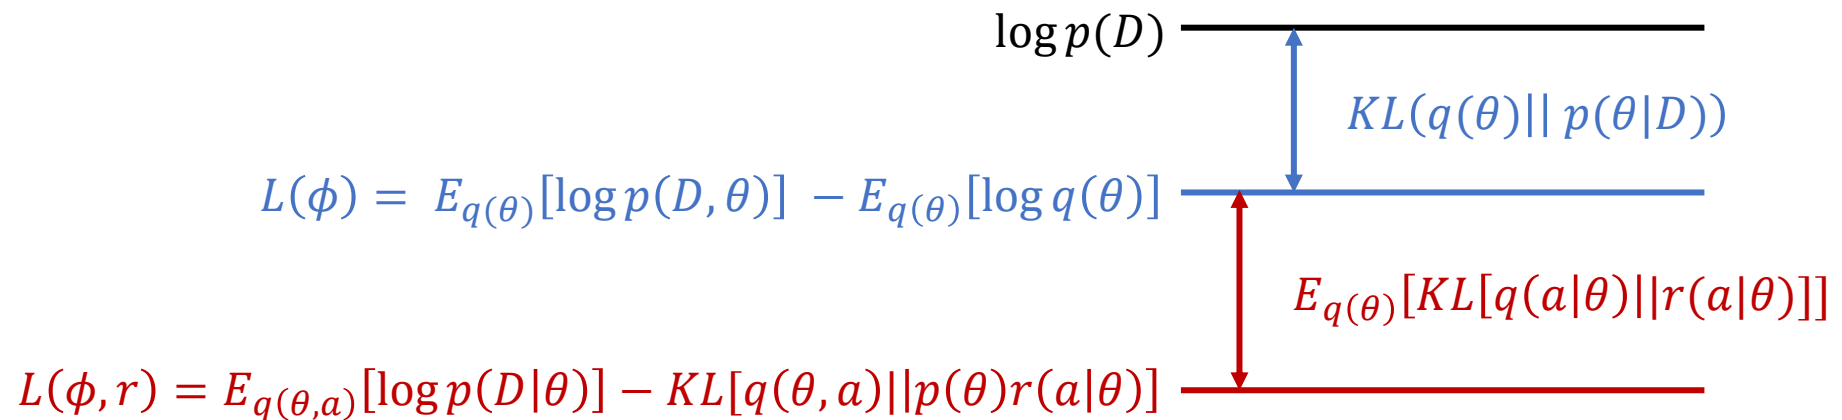 log p(D)
KL(q(θ)|| p(θ|D))
L(ϕ) = E_{q(θ)}[log p(D, θ)] − E_{q(θ)}[log q(θ)]
E_{q(θ)}[KL[q(a|θ)||r(a|θ)]]
L(ϕ, r) = E_{q(θ,a)}[log p(D|θ)] − KL[q(θ, a)||p(θ)r(a|θ)]